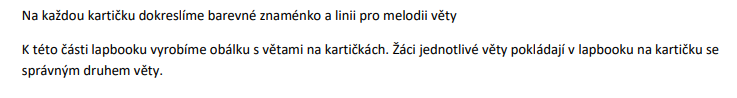 Na každou kartičku dokreslíme barevné znaménko a linii pro melodii věty
K této části lapbooku vyrobíme obálku s větami na kartičkách. Žáci jednotlivé věty pokládají v lapbooku na kartičku se
správným druhem věty.